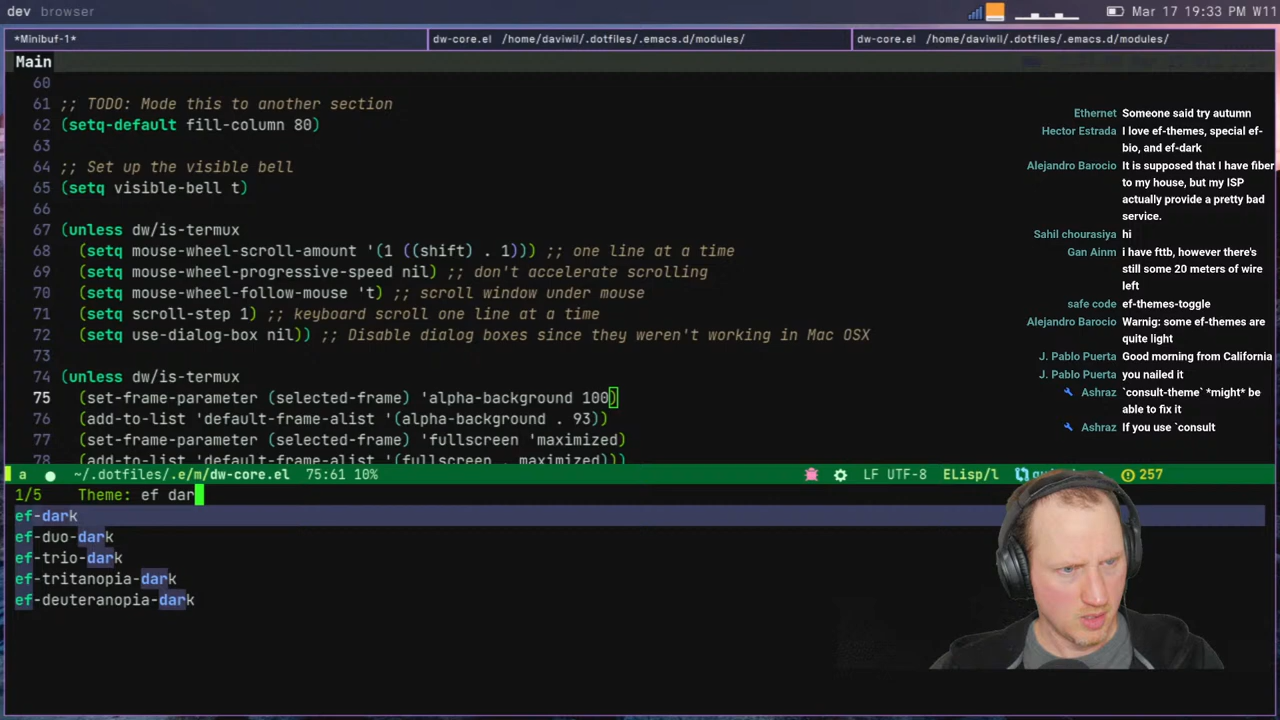 dev browser
Mar 17 19:33 PM W11
*Minibuf-1*
dw-core.el /home/daviwil/.dotfiles/.emacs.d/modules/
dw-core.el /home/daviwil/.dotfiles/.emacs.d/modules/
Main
60
61 ;; TODO: Mode this to another section
62 (setq-default fill-column 80)
63
64 ;; Set up the visible bell
65 (setq visible-bell t)
66
67 (unless dw/is-termux
68 (setq mouse-wheel-scroll-amount '(1 ((shift) . 1))) ;; one line at a time
69 (setq mouse-wheel-progressive-speed nil) ;; don't accelerate scrolling
70 (setq mouse-wheel-follow-mouse 't) ;; scroll window under mouse
71 (setq scroll-step 1) ;; keyboard scroll one line at a time
72 (setq use-dialog-box nil)) ;; Disable dialog boxes since they weren't working in Mac OSX
73
74 (unless dw/is-termux
75 (set-frame-parameter (selected-frame) 'alpha-background 100)
76 (add-to-list 'default-frame-alist '(alpha-background . 93))
77 (set-frame-parameter (selected-frame) 'fullscreen 'maximized)
78 (add-to-list 'default-frame-alist '(fullscreen . maximized)))
a ~/.dotfiles/.e/m/dw-core.el 75:61 10%
LF UTF-8 ELisp/l
257
1/5 Theme: ef dar
ef-dark
ef-duo-dark
ef-trio-dark
ef-tritanopia-dark
ef-deuteranopia-dark
Ethernet Someone said try autumn
Hector Estrada I love ef-themes, special ef-
bio, and ef-dark
Alejandro Barocio It is supposed that I have fiber
to my house, but my ISP
actually provide a pretty bad
service.
Sahil chourasiya hi
Gan Ainm i have fttb, however there's
still some 20 meters of wire
left
safe code ef-themes-toggle
Alejandro Barocio Warnig: some ef-themes are
quite light
J. Pablo Puerta Good morning from California
J. Pablo Puerta you nailed it
Ashraz `consult-theme` *might* be
able to fix it
Ashraz If you use `consult